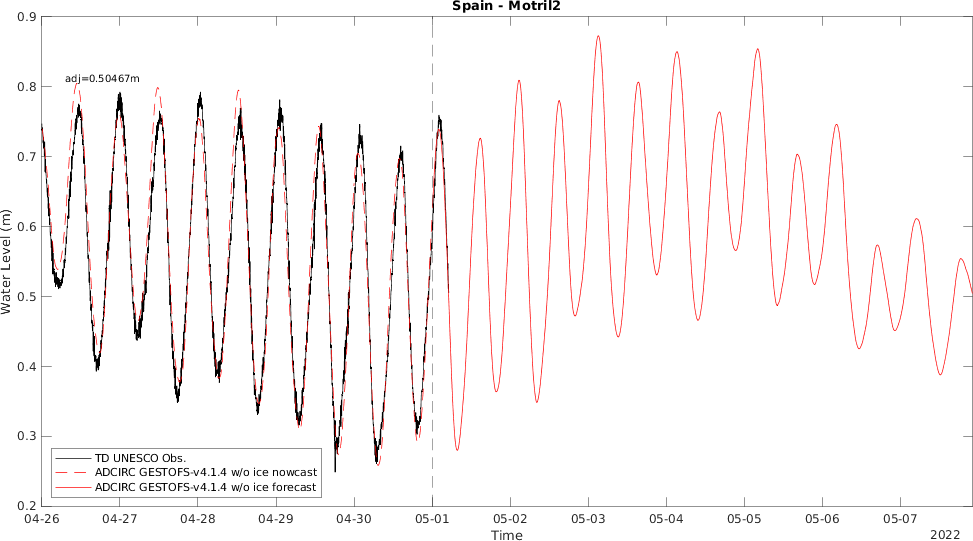 Spain - Motril2
adj=0.50467m
Water Level (m)
0.9
0.8
0.7
0.6
0.5
0.4
0.3
0.2
TD UNESCO Obs.
ADCIRC GESTOFS-v4.1.4 w/o ice nowcast
ADCIRC GESTOFS-v4.1.4 w/o ice forecast
04-26 04-27 04-28 04-29 04-30 05-01 05-02 05-03 05-04 05-05 05-06 05-07
Time
2022